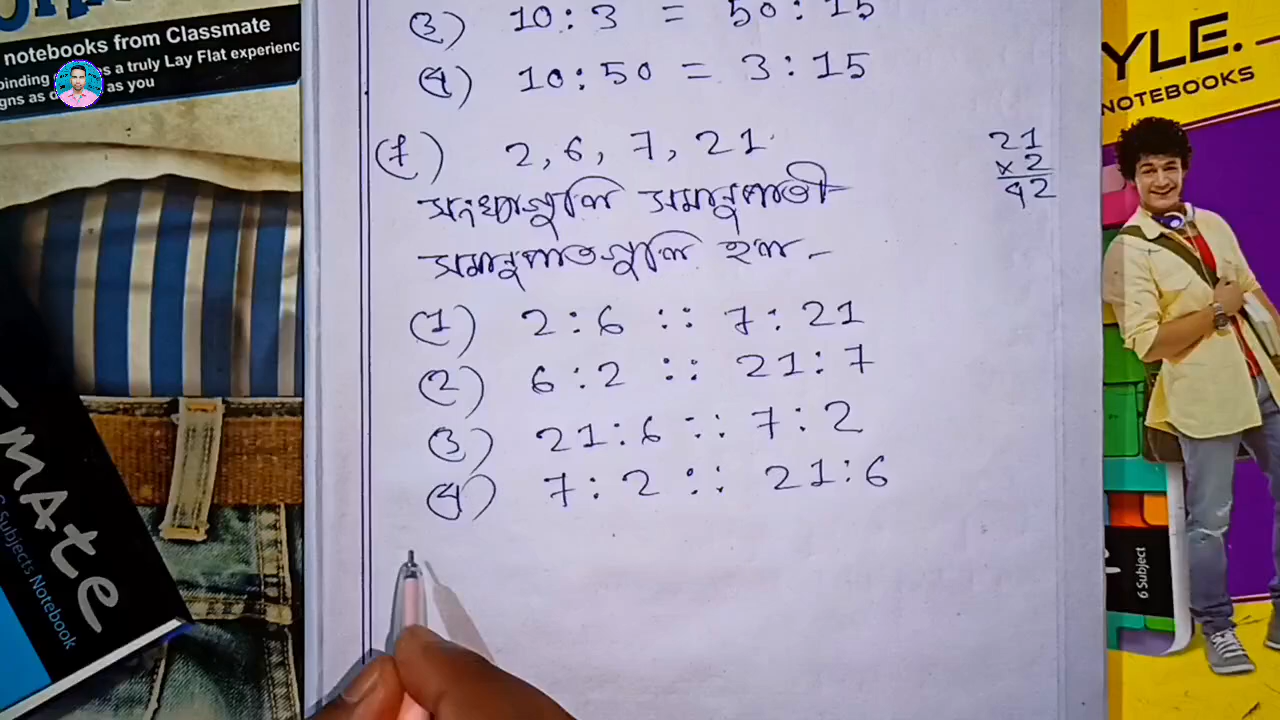 notebooks from Classmate
binding s a truly Lay Flat experienc
gns as d as you
3) 10 : 3 = 50 : 15
4) 10 : 50 = 3 : 15
(7) 2, 6, 7, 21
সংখ্যাগুলি সমানুপাতী
সমানুপাতগুলি হল -
(1) 2 : 6 :: 7 : 21
(2) 6 : 2 :: 21 : 7
(3) 21 : 6 :: 7 : 2
(4) 7 : 2 :: 21 : 6
21
× 2
42
YLE.
NOTEBOOKS
6 Subject
mate
6 Subjects Notebook